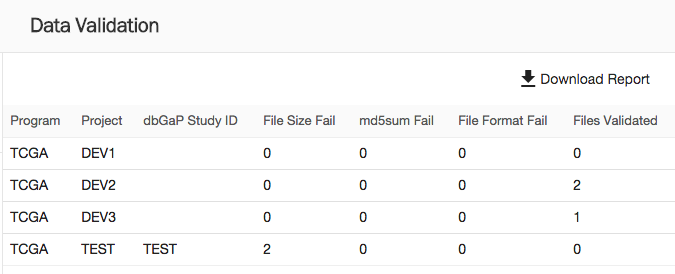 Data Validation
Download Report
Program Project dbGaP Study ID File Size Fail md5sum Fail File Format Fail Files Validated
TCGA DEV1 0 0 0 0
TCGA DEV2 0 0 0 2
TCGA DEV3 0 0 0 1
TCGA TEST TEST 2 0 0 0